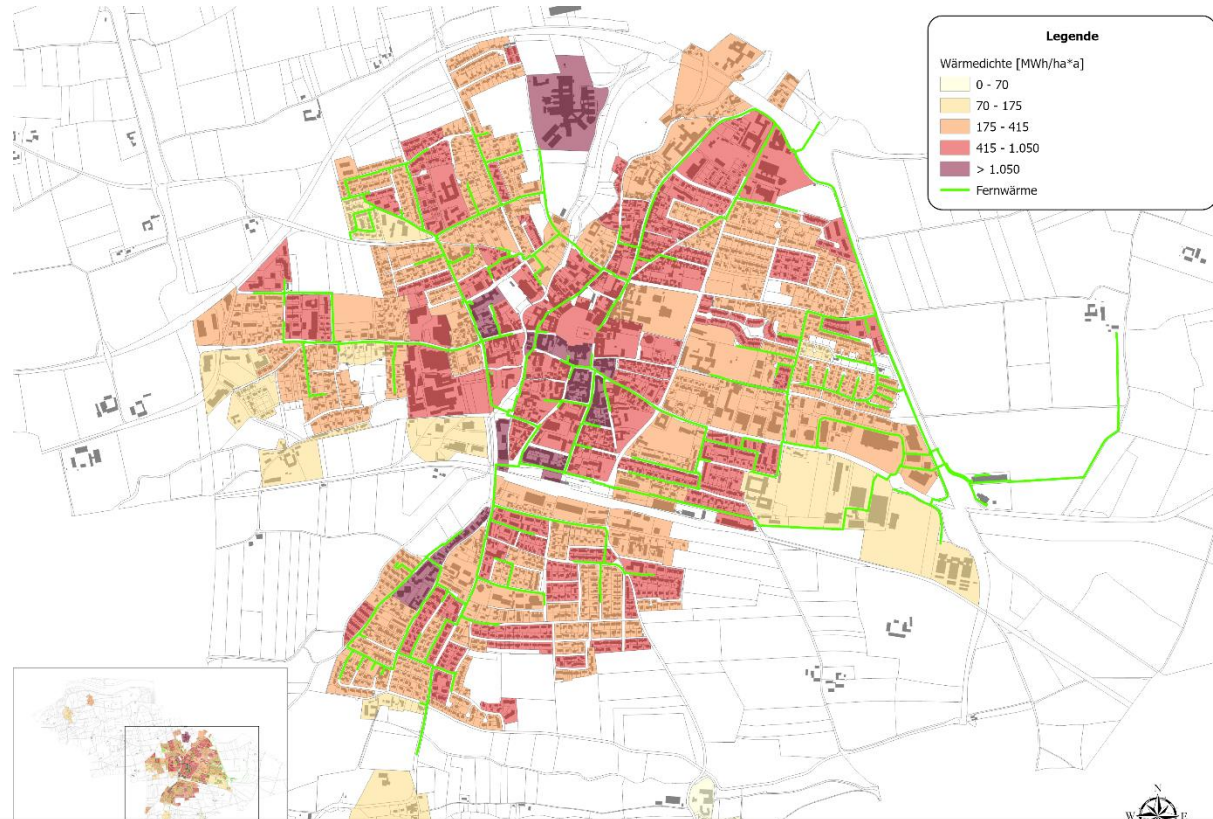 Legende
Wärmedichte [MWh/ha*a]
0 - 70
70 - 175
175 - 415
415 - 1.050
> 1.050
Fernwärme
N
W
E